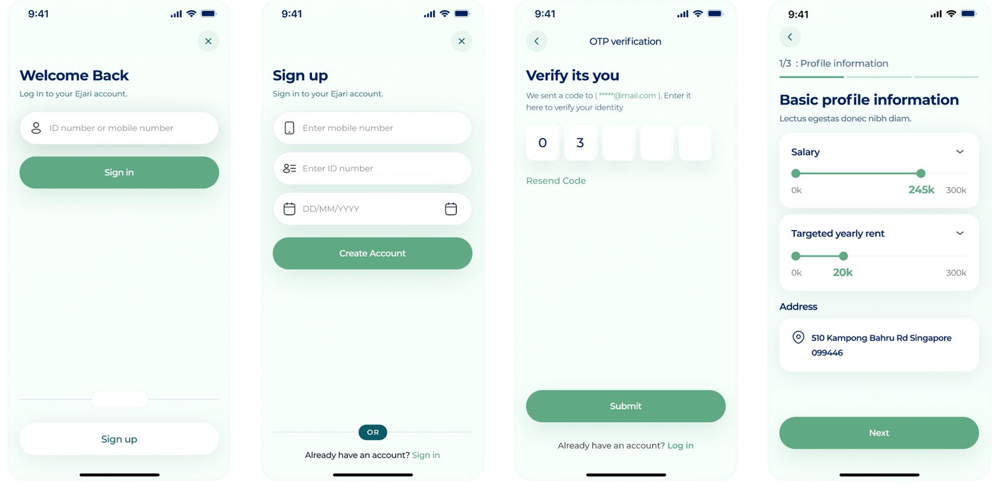 9:41
Welcome Back
Log In to your Ejari account.
ID number or mobile number
Sign in
Sign up
9:41
Sign up
Sign in to your Ejari account.
Enter mobile number
Enter ID number
DD/MM/YYYY
Create Account
OR
Already have an account? Sign in
9:41
OTP verification
Verify its you
We sent a code to ( *****@mail.com ). Enter it
here to verify your identity
0 3
Resend Code
Submit
Already have an account? Log in
9:41
1/3 : Profile information
Basic profile information
Lectus egestas donec nibh diam.
Salary
0k 245k 300k
Targeted yearly rent
0k 20k 300k
Address
510 Kampong Bahru Rd Singapore
099446
Next